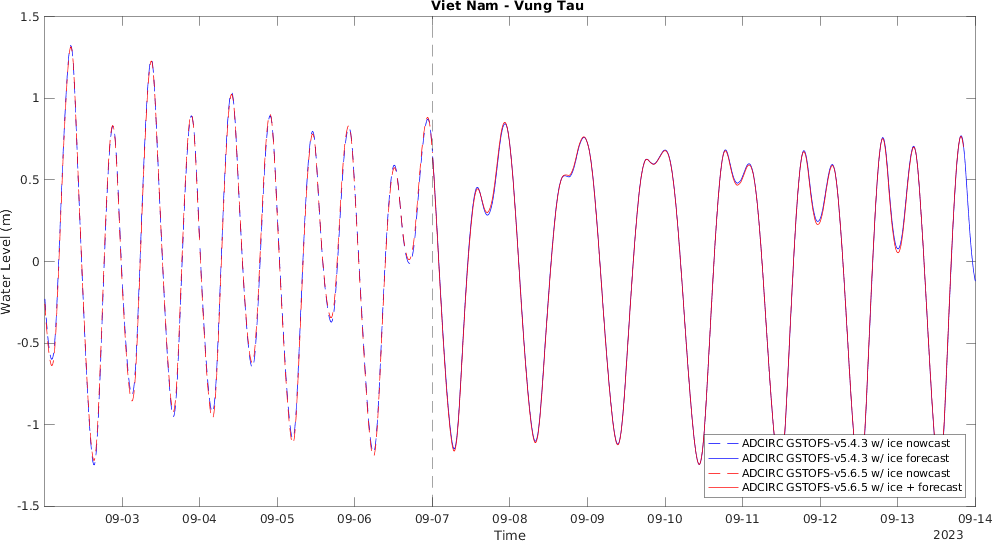 Viet Nam - Vung Tau
1.5
1
0.5
0
-0.5
-1
-1.5
Water Level (m)
ADCIRC GSTOFS-v5.4.3 w/ ice nowcast
ADCIRC GSTOFS-v5.4.3 w/ ice forecast
ADCIRC GSTOFS-v5.6.5 w/ ice nowcast
ADCIRC GSTOFS-v5.6.5 w/ ice + forecast
09-03 09-04 09-05 09-06 09-07 09-08 09-09 09-10 09-11 09-12 09-13 09-14
Time
2023